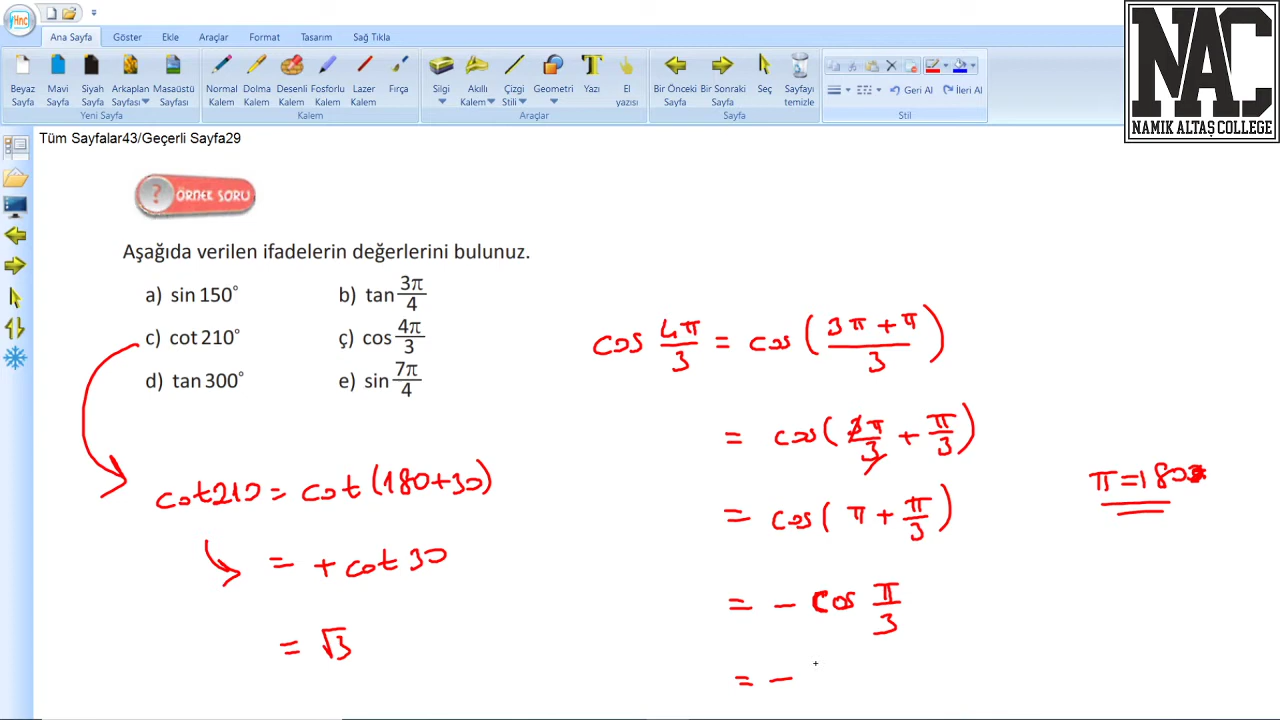 Ana Sayfa Göster Ekle Araçlar Format Tasarım Sağ Tıkla
Beyaz Sayfa Mavi Sayfa Siyah Sayfa Arkaplan Sayfası Masaüstü Sayfası
Yeni Sayfa
Normal Kalem Dolma Kalem Desenli Kalem Fosforlu Kalem Lazer Kalem Fırça
Kalem
Silgi Akıllı Kalem Çizgi Stili Geometri Yazı El yazısı
Araçlar
Bir Önceki Sayfa Bir Sonraki Sayfa Seç Sayfayı temizle
Sayfa
Geri Al İleri Al
Stil
NAC
NAMIK ALTAŞ COLLEGE
Tüm Sayfalar43/Geçerli Sayfa29
? ÖRNEK SORU
Aşağıda verilen ifadelerin değerlerini bulunuz.
a) sin 150°
b) tan 3π/4
c) cot 210°
ç) cos 4π/3
d) tan 300°
e) sin 7π/4
cot210 = cot (180+30)
= + cot 30
= √3
cos 4π/3 = cos ( (3π + π)/3 )
= cos ( 3π/3 + π/3 )
= cos ( π + π/3 )
= - cos π/3
= -
π = 180